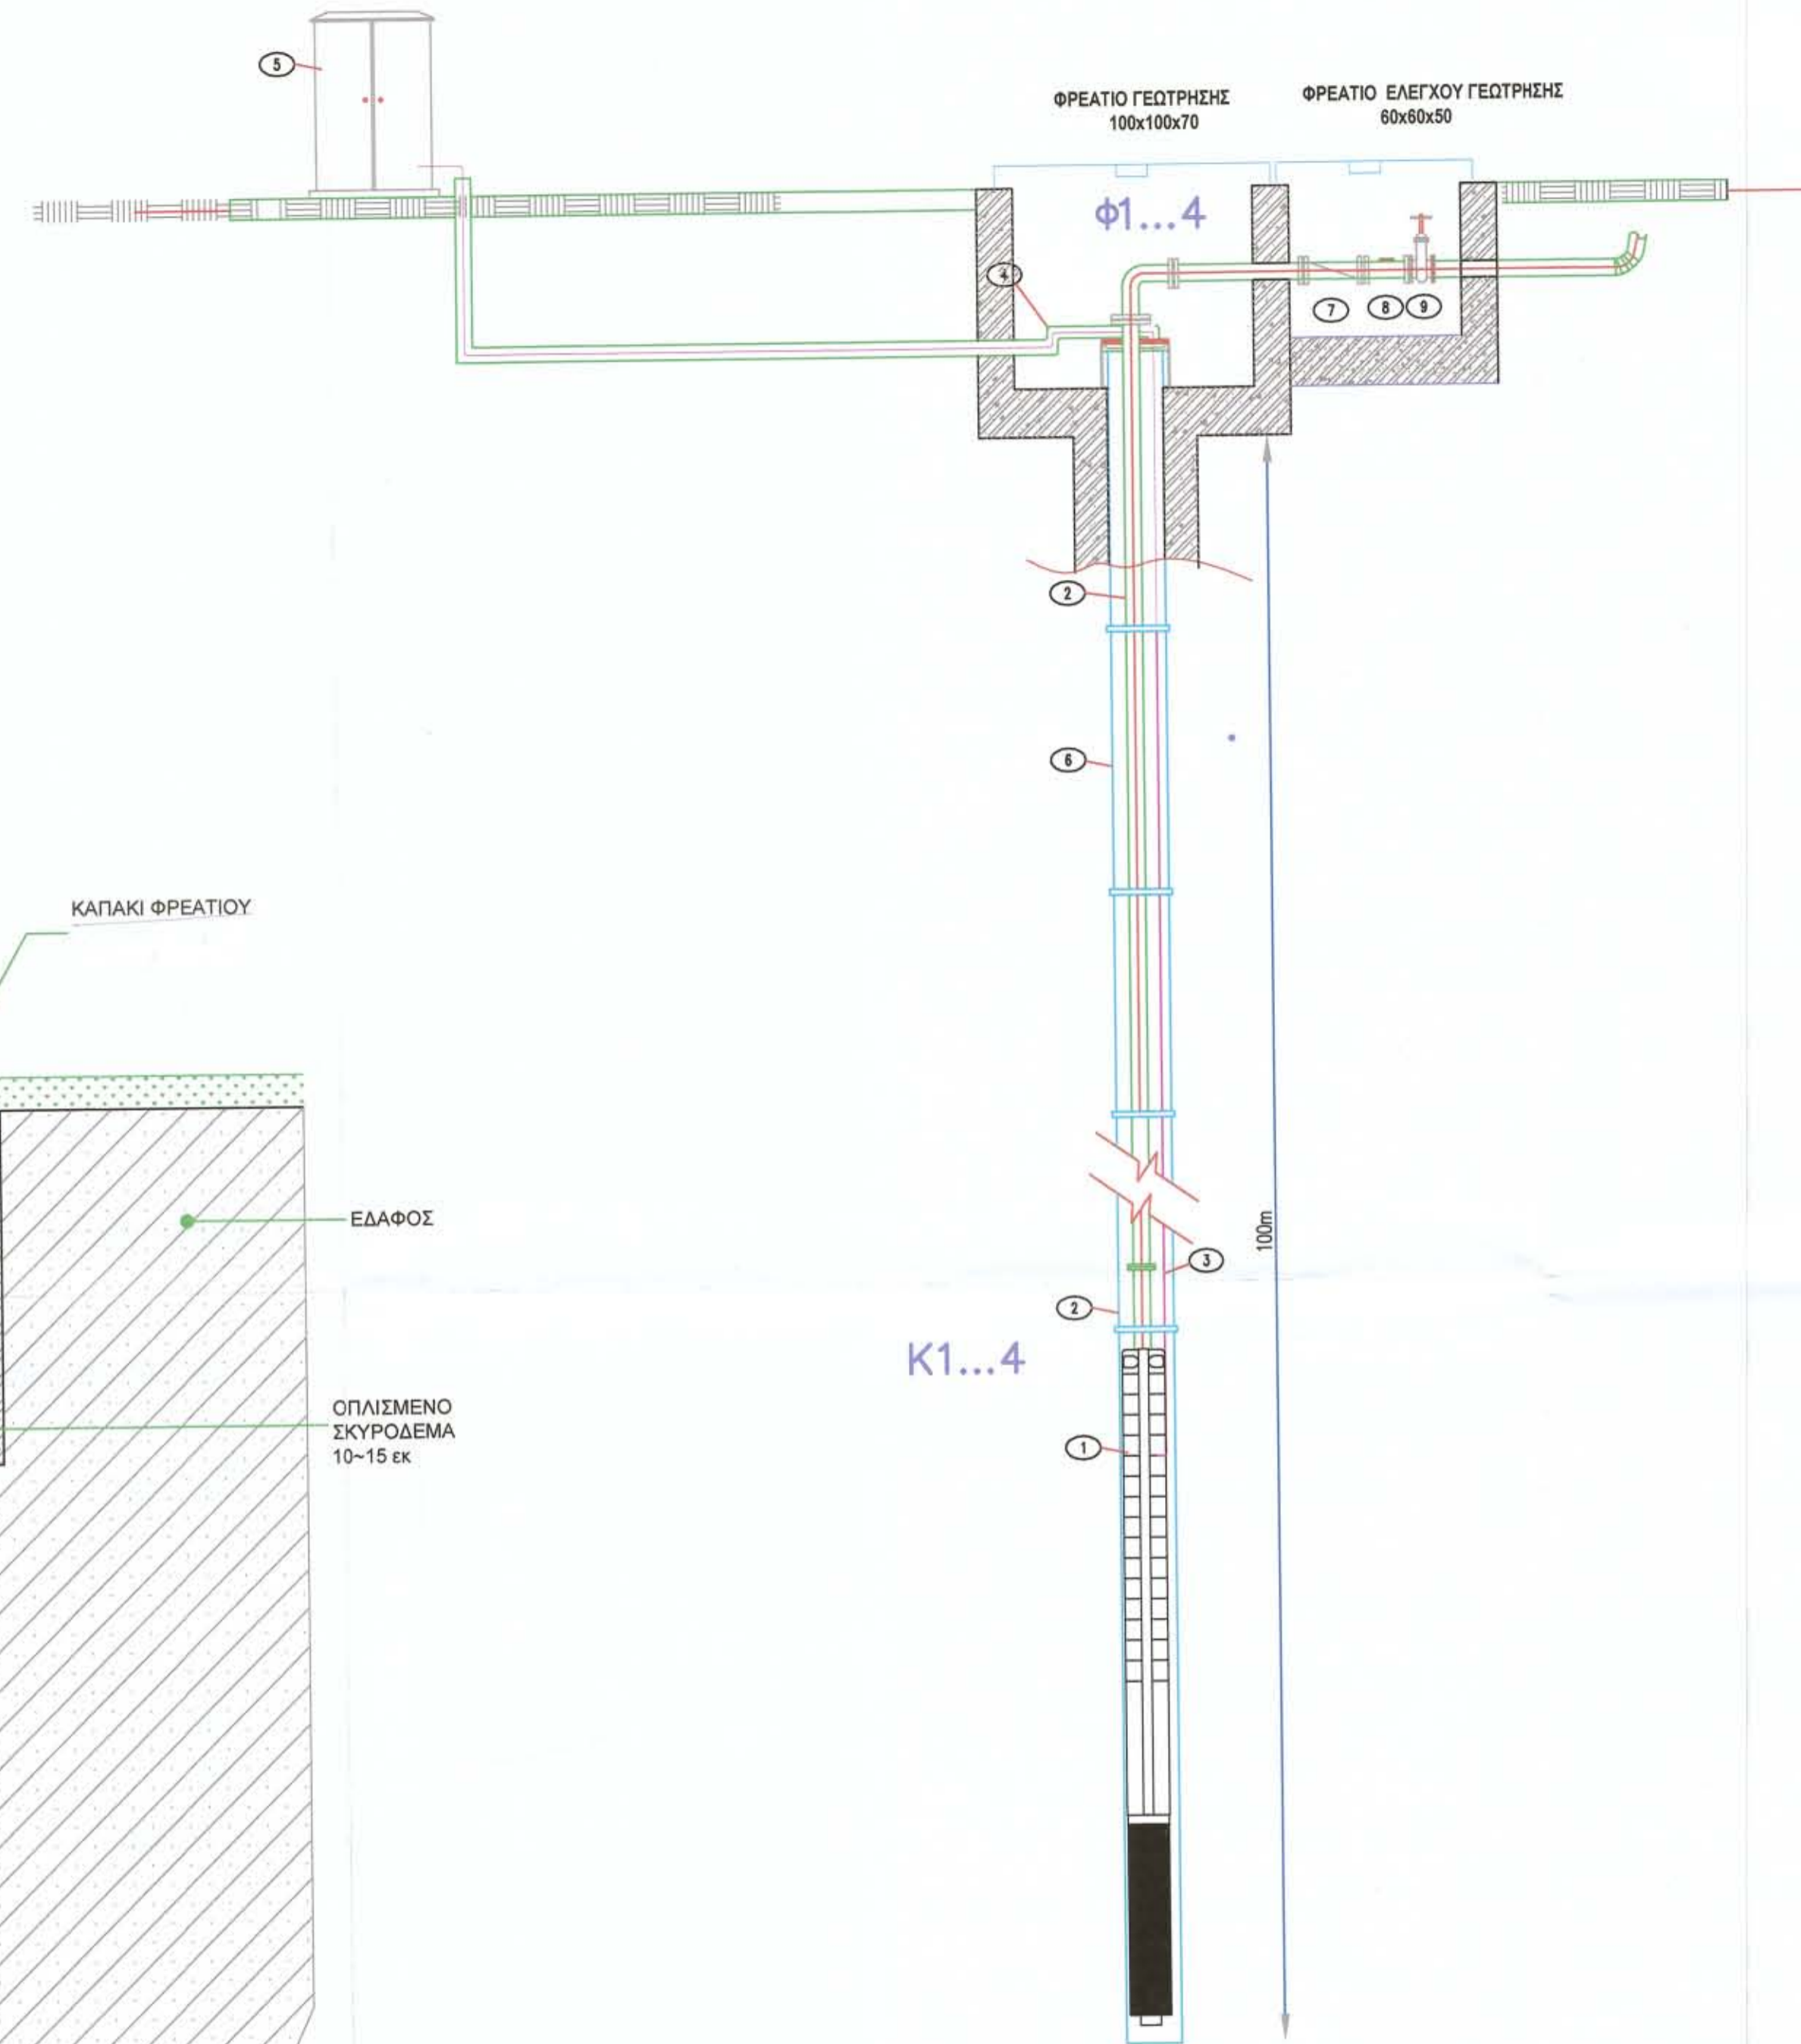 5
ΦΡΕΑΤΙΟ ΓΕΩΤΡΗΣΗΣ
100x100x70
ΦΡΕΑΤΙΟ ΕΛΕΓΧΟΥ ΓΕΩΤΡΗΣΗΣ
60x60x50
Φ1...4
4
7
8
9
2
6
ΚΑΠΑΚΙ ΦΡΕΑΤΙΟΥ
ΕΔΑΦΟΣ
100m
3
2
Κ1...4
ΟΠΛΙΣΜΕΝΟ
ΣΚΥΡΟΔΕΜΑ
10~15 εκ
1